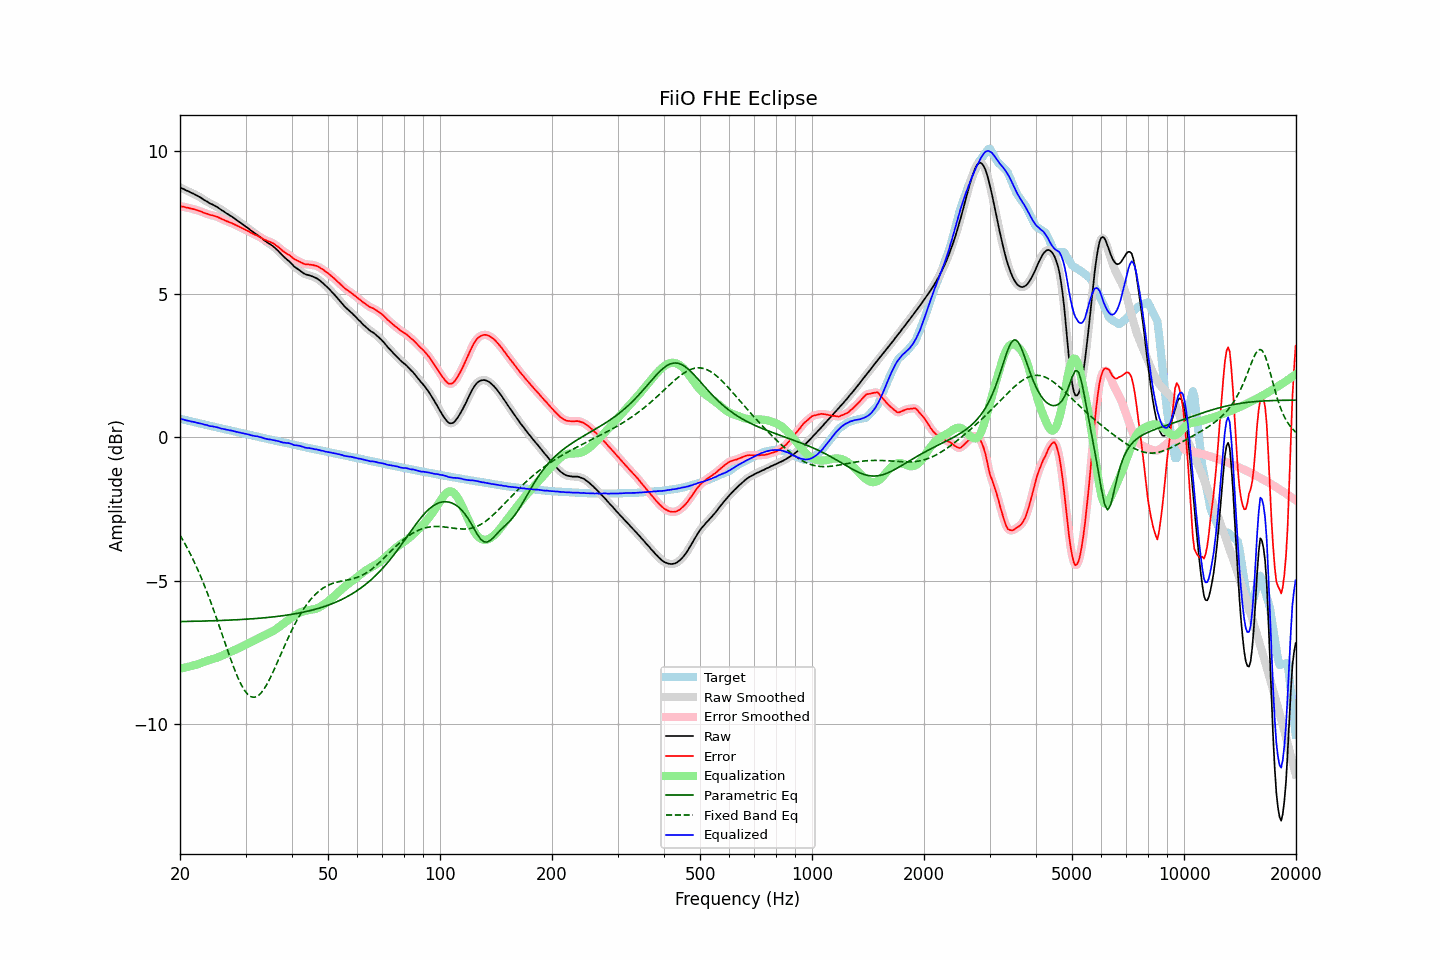 FiiO FHE Eclipse
Amplitude (dBr)
10
5
0
−5
−10
Target
Raw Smoothed
Error Smoothed
Raw
Error
Equalization
Parametric Eq
Fixed Band Eq
Equalized
20
50
100
200
500
1000
2000
5000
10000
20000
Frequency (Hz)